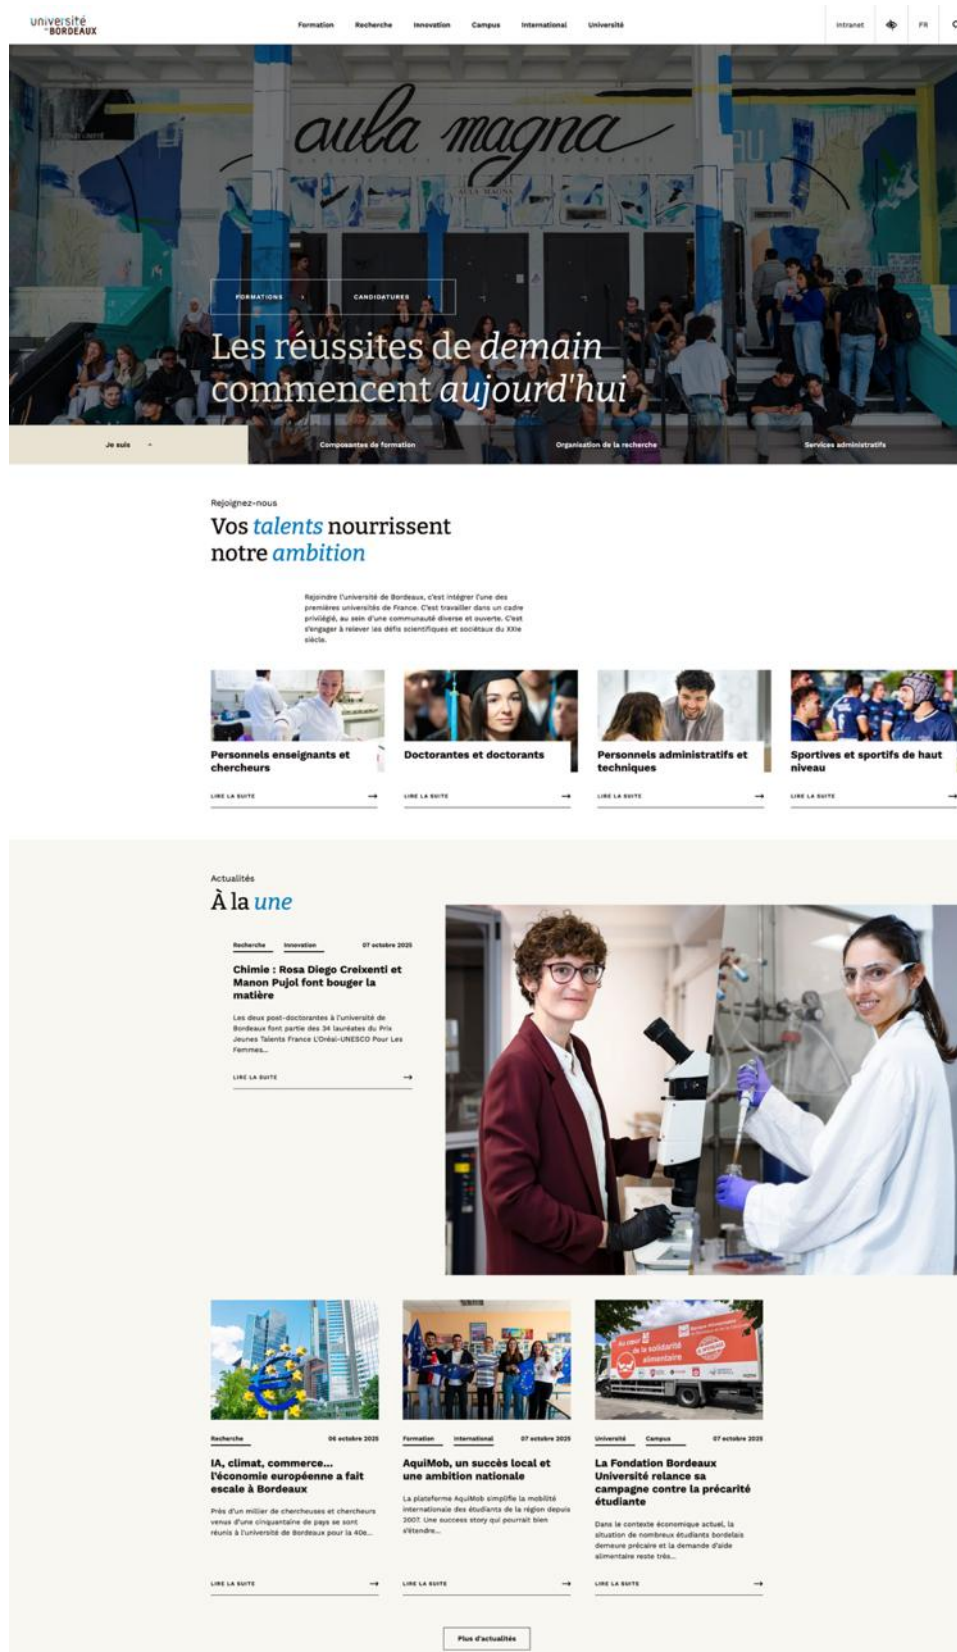 université
de BORDEAUX
Formation Recherche Innovation Campus International Université
Intranet FR
aula magna
UNIVERSITÉ DE BORDEAUX
AULA MAGNA
FORMATIONS ›
CANDIDATURES ›
Les réussites de demain
commencent aujourd'hui
Je suis
Composantes de formation
Organisation de la recherche
Services administratifs
Rejoignez-nous
Vos talents nourrissent
notre ambition
Rejoindre l'université de Bordeaux, c'est intégrer l'une des
premières universités de France. C'est travailler dans un cadre
privilégié, au sein d'une communauté diverse et ouverte. C'est
s'engager à relever les défis scientifiques et sociétaux du XXIe
siècle.
Personnels enseignants et
chercheurs
LIRE LA SUITE →
Doctorantes et doctorants
LIRE LA SUITE →
Personnels administratifs et
techniques
LIRE LA SUITE →
Sportives et sportifs de haut
niveau
LIRE LA SUITE →
Actualités
À la une
Recherche Innovation 07 octobre 2025
Chimie : Rosa Diego Creixenti et
Manon Pujol font bouger la
matière
Les deux post-doctorantes à l'université de
Bordeaux font partie des 34 lauréates du Prix
Jeunes Talents France L'Oréal-UNESCO Pour Les
Femmes...
LIRE LA SUITE →
Au cœur
de la solidarité
alimentaire
Recherche 06 octobre 2025
IA, climat, commerce...
l'économie européenne a fait
escale à Bordeaux
Près d'un millier de chercheuses et chercheurs
venus d'une cinquantaine de pays se sont
réunis à l'université de Bordeaux pour la 40e...
LIRE LA SUITE →
Formation International 07 octobre 2025
AquiMob, un succès local et
une ambition nationale
La plateforme AquiMob simplifie la mobilité
internationale des étudiants de la région depuis
2007. Une success story qui pourrait bien
s'étendre...
LIRE LA SUITE →
Université Campus 07 octobre 2025
La Fondation Bordeaux
Université relance sa
campagne contre la précarité
étudiante
Dans le contexte économique actuel, la
situation de nombreux étudiants bordelais
demeure précaire et la demande d'aide
alimentaire reste très...
LIRE LA SUITE →
Plus d'actualités